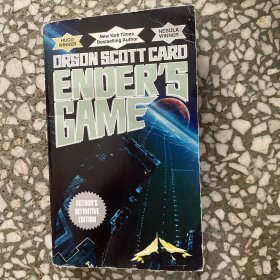 HUGO
WINNER
New York Times
Bestselling Author
NEBULA
WINNER
ORSON SCOTT CARD
ENDER'S
GAME
AUTHOR'S
DEFINITIVE
EDITION